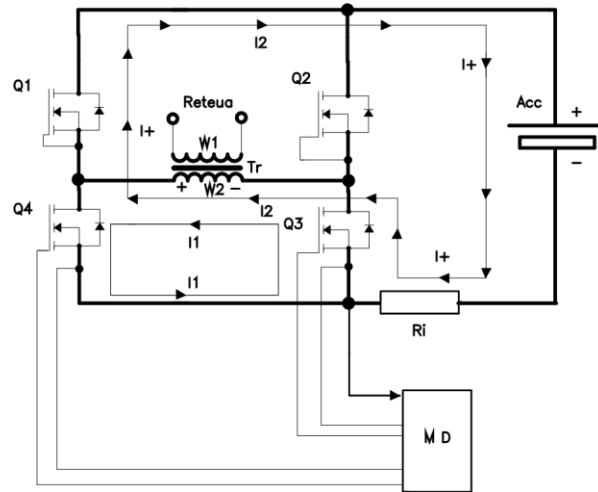 I2
I+
Q1
Q2
Reteua
Acc
+
I+
W1
-
Tr
+ W2 -
Q4
I2
Q3
I1
I+
I1
Ri
M D